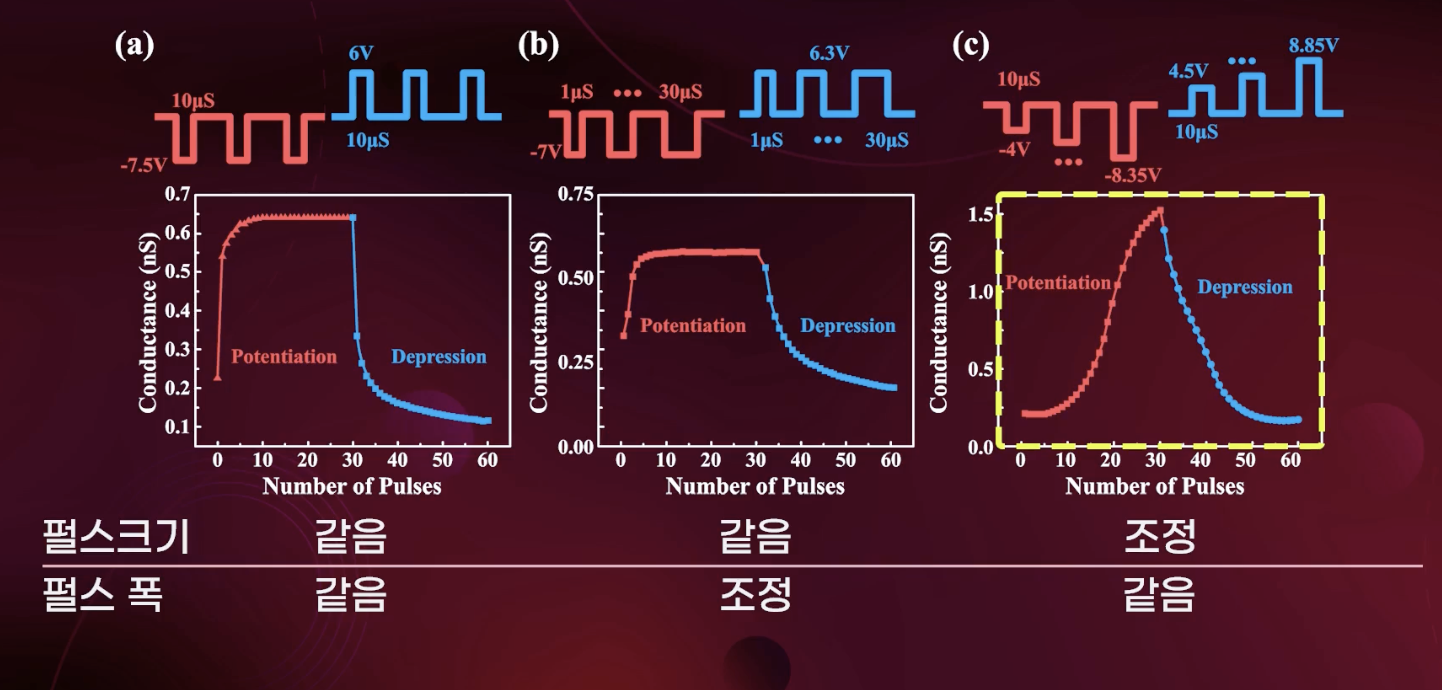 (a)
10μS
-7.5V
6V
10μS
0.7
0.6
0.5
0.4
0.3
0.2
0.1
Conductance (nS)
Potentiation
Depression
0 10 20 30 40 50 60
Number of Pulses
(b)
1μS ••• 30μS
-7V
6.3V
1μS ••• 30μS
0.75
0.50
0.25
0.00
Conductance (nS)
Potentiation
Depression
0 10 20 30 40 50 60
Number of Pulses
(c)
10μS
-4V
•••
-8.35V
4.5V
•••
8.85V
10μS
1.5
1.0
0.5
0.0
Conductance (nS)
Potentiation
Depression
0 10 20 30 40 50 60
Number of Pulses
펄스크기 같음 같음 조정
펄스 폭 같음 조정 같음